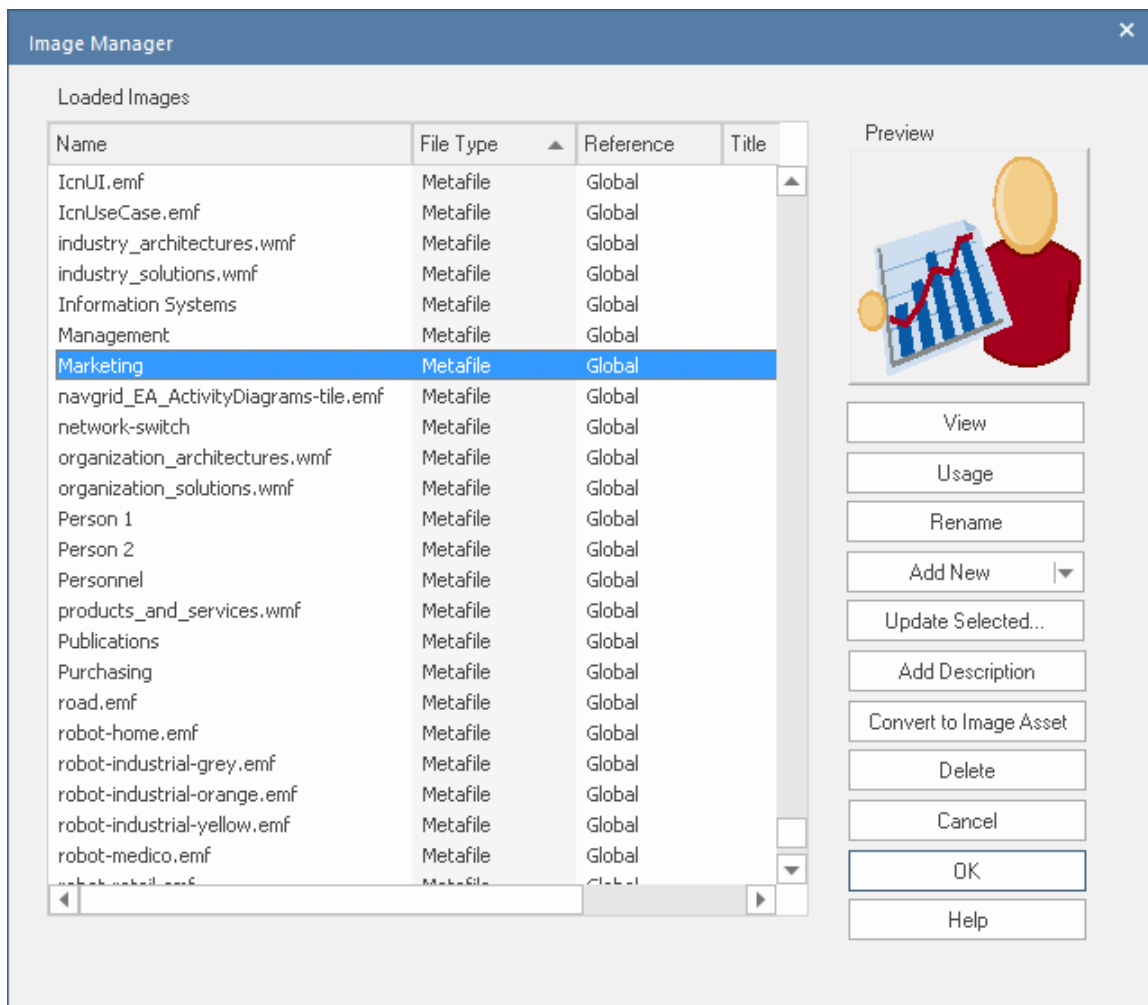 Image Manager
Loaded Images
Name File Type Reference Title
IcnUI.emf Metafile Global
IcnUseCase.emf Metafile Global
industry_architectures.wmf Metafile Global
industry_solutions.wmf Metafile Global
Information Systems Metafile Global
Management Metafile Global
Marketing Metafile Global
navgrid_EA_ActivityDiagrams-tile.emf Metafile Global
network-switch Metafile Global
organization_architectures.wmf Metafile Global
organization_solutions.wmf Metafile Global
Person 1 Metafile Global
Person 2 Metafile Global
Personnel Metafile Global
products_and_services.wmf Metafile Global
Publications Metafile Global
Purchasing Metafile Global
road.emf Metafile Global
robot-home.emf Metafile Global
robot-industrial-grey.emf Metafile Global
robot-industrial-orange.emf Metafile Global
robot-industrial-yellow.emf Metafile Global
robot-medico.emf Metafile Global
Preview
View
Usage
Rename
Add New
Update Selected...
Add Description
Convert to Image Asset
Delete
Cancel
OK
Help